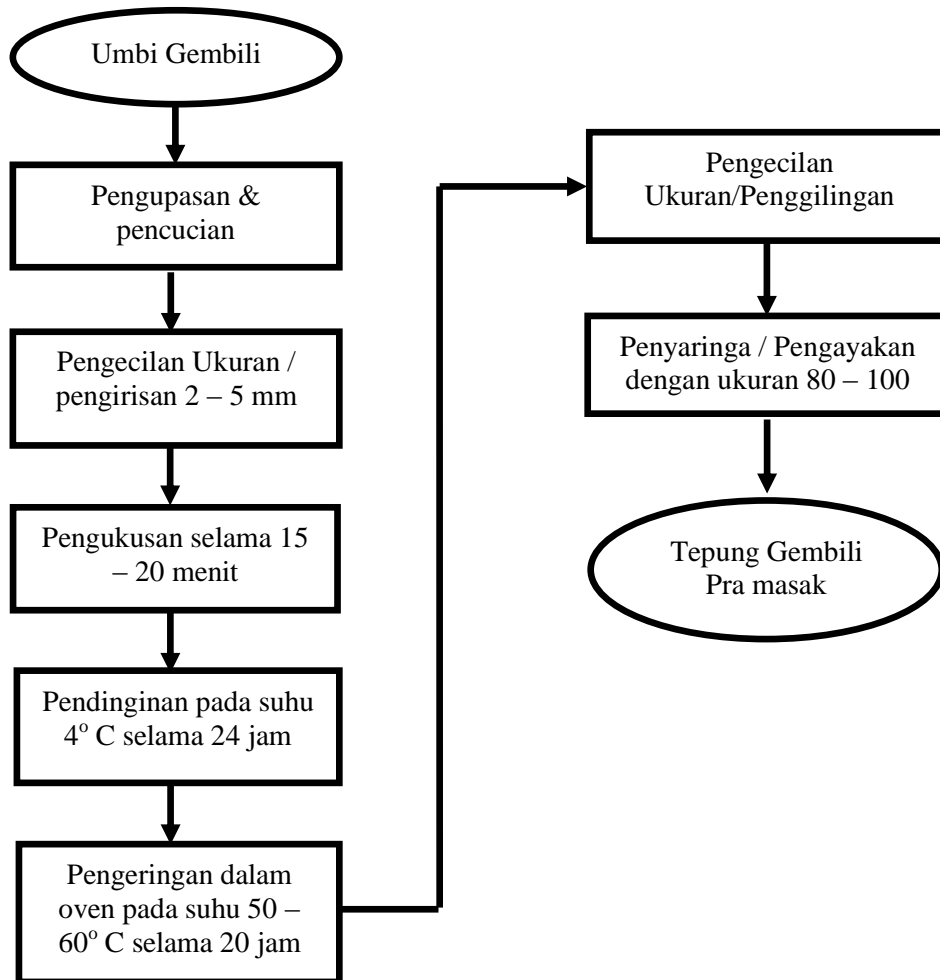 Umbi Gembili
Pengupasan &
pencucian
Pengecilan Ukuran /
pengirisan 2 – 5 mm
Pengukusan selama 15
– 20 menit
Pendinginan pada suhu
4° C selama 24 jam
Pengeringan dalam
oven pada suhu 50 –
60° C selama 20 jam
Pengecilan
Ukuran/Penggilingan
Penyaringa / Pengayakan
dengan ukuran 80 – 100
Tepung Gembili
Pra masak